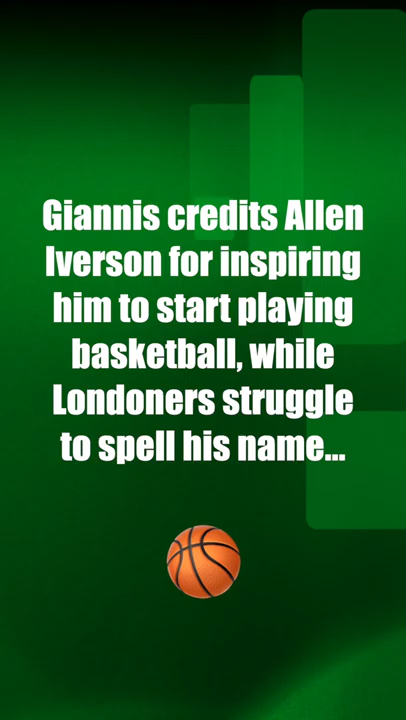 Giannis credits Allen
Iverson for inspiring
him to start playing
basketball, while
Londoners struggle
to spell his name...